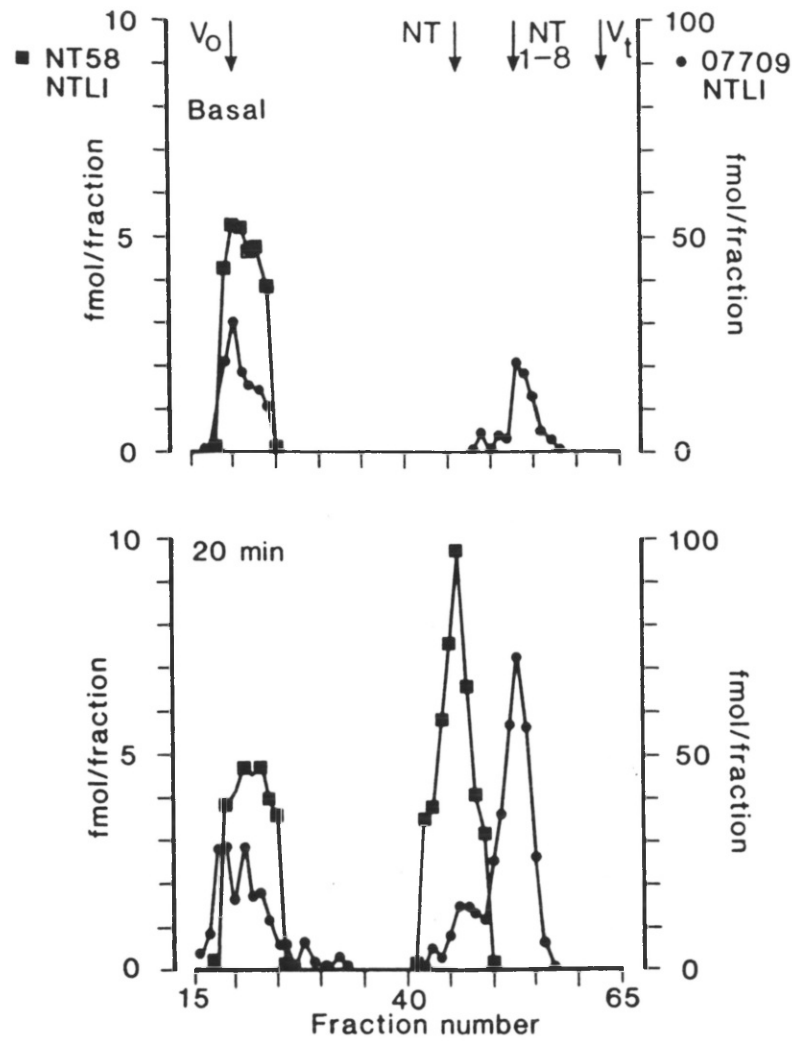 10
V₀
NT
NT
1–8
Vt
100
■ NT58
NTLI
● 07709
NTLI
Basal
fmol/fraction
5
50
fmol/fraction
0
0
10
20 min
100
fmol/fraction
5
50
fmol/fraction
0
0
15
40
65
Fraction number